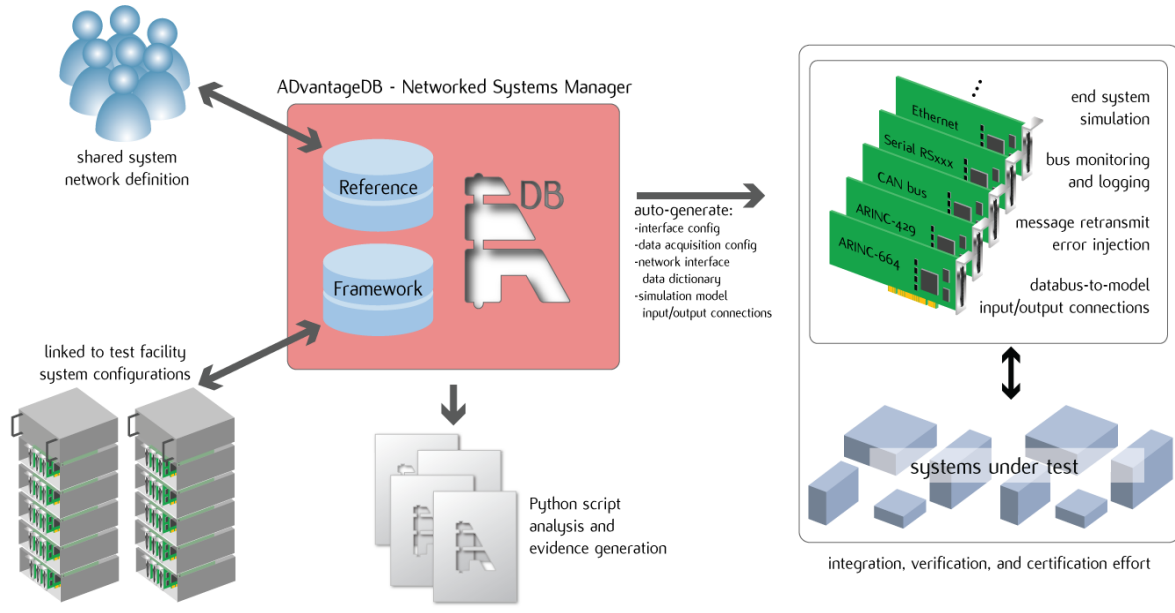 shared system
network definition
ADvantageDB - Networked Systems Manager
Reference
Framework
DB
linked to test facility
system configurations
auto-generate:
-interface config
-data acquisition config
-network interface
data dictionary
-simulation model
input/output connections
Python script
analysis and
evidence generation
Ethernet
Serial RSxxx
CAN bus
ARINC-429
ARINC-664
end system
simulation
bus monitoring
and logging
message retransmit
error injection
databus-to-model
input/output connections
systems under test
integration, verification, and certification effort